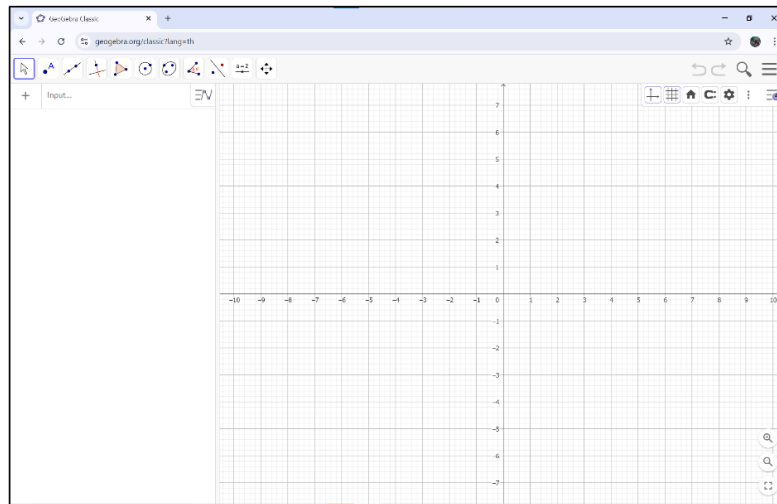 GeoGebra Classic
geogebra.org/classic?lang=th
A
a=2
Input...
7
6
5
4
3
2
1
-10 -9 -8 -7 -6 -5 -4 -3 -2 -1 0 1 2 3 4 5 6 7 8 9 10
-1
-2
-3
-4
-5
-6
-7